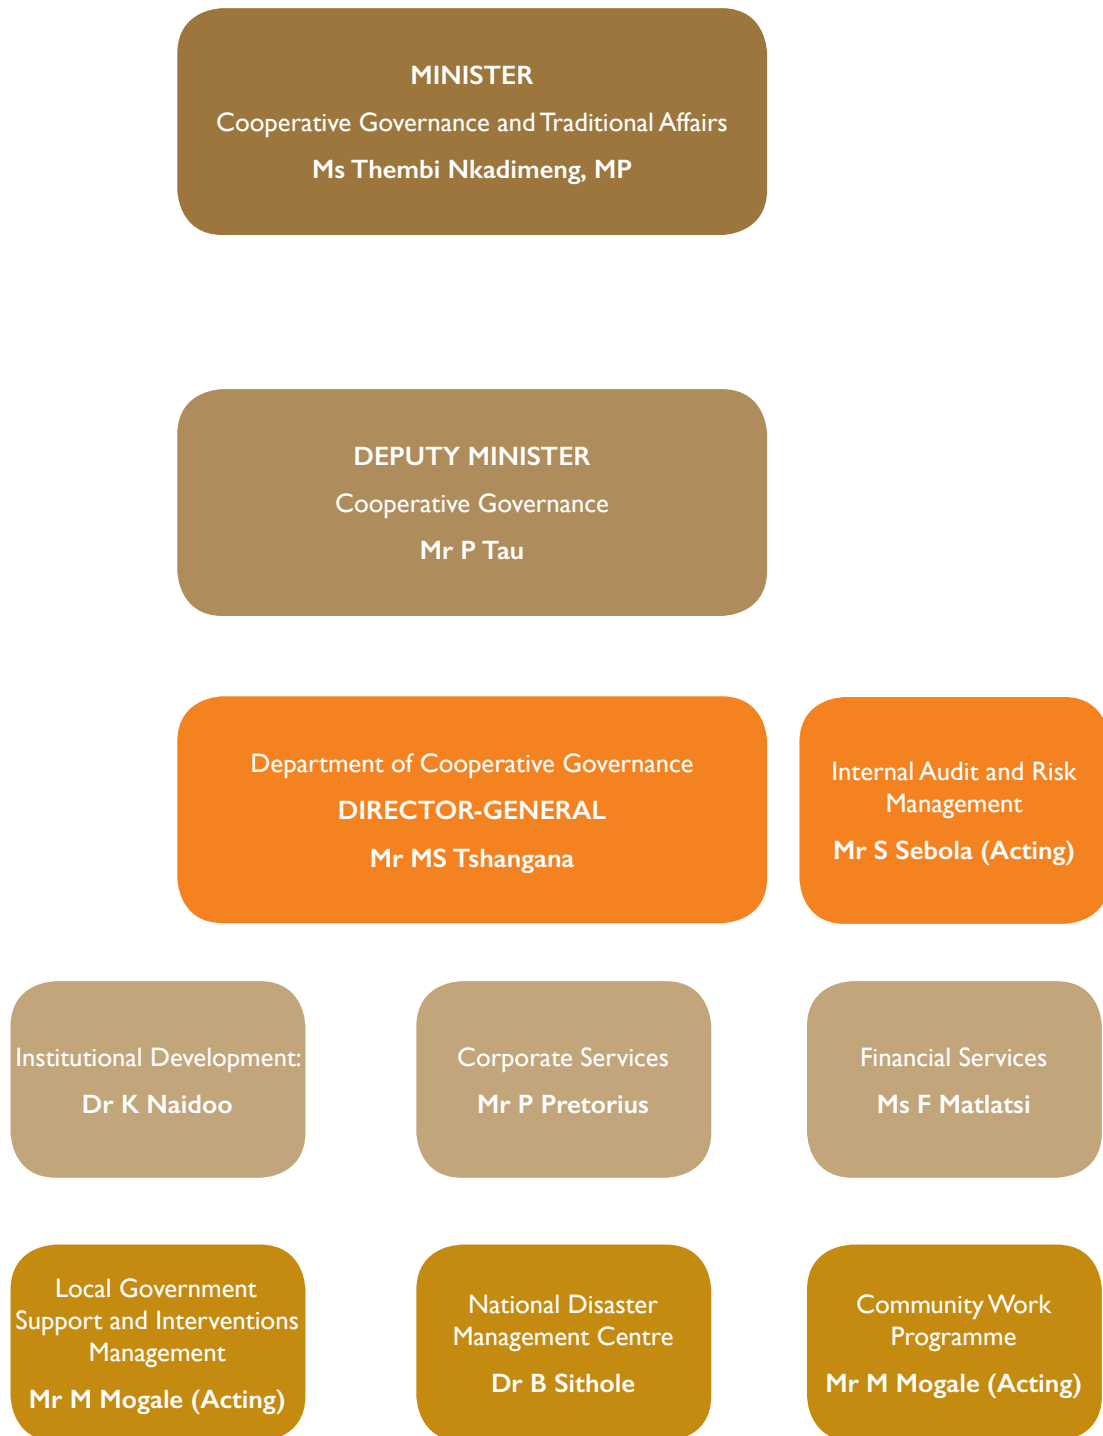 MINISTER
Cooperative Governance and Traditional Affairs
Ms Thembi Nkadimeng, MP
DEPUTY MINISTER
Cooperative Governance
Mr P Tau
Department of Cooperative Governance
DIRECTOR-GENERAL
Mr MS Tshangana
Internal Audit and Risk
Management
Mr S Sebola (Acting)
Institutional Development:
Dr K Naidoo
Corporate Services
Mr P Pretorius
Financial Services
Ms F Matlatsi
Local Government
Support and Interventions
Management
Mr M Mogale (Acting)
National Disaster
Management Centre
Dr B Sithole
Community Work
Programme
Mr M Mogale (Acting)